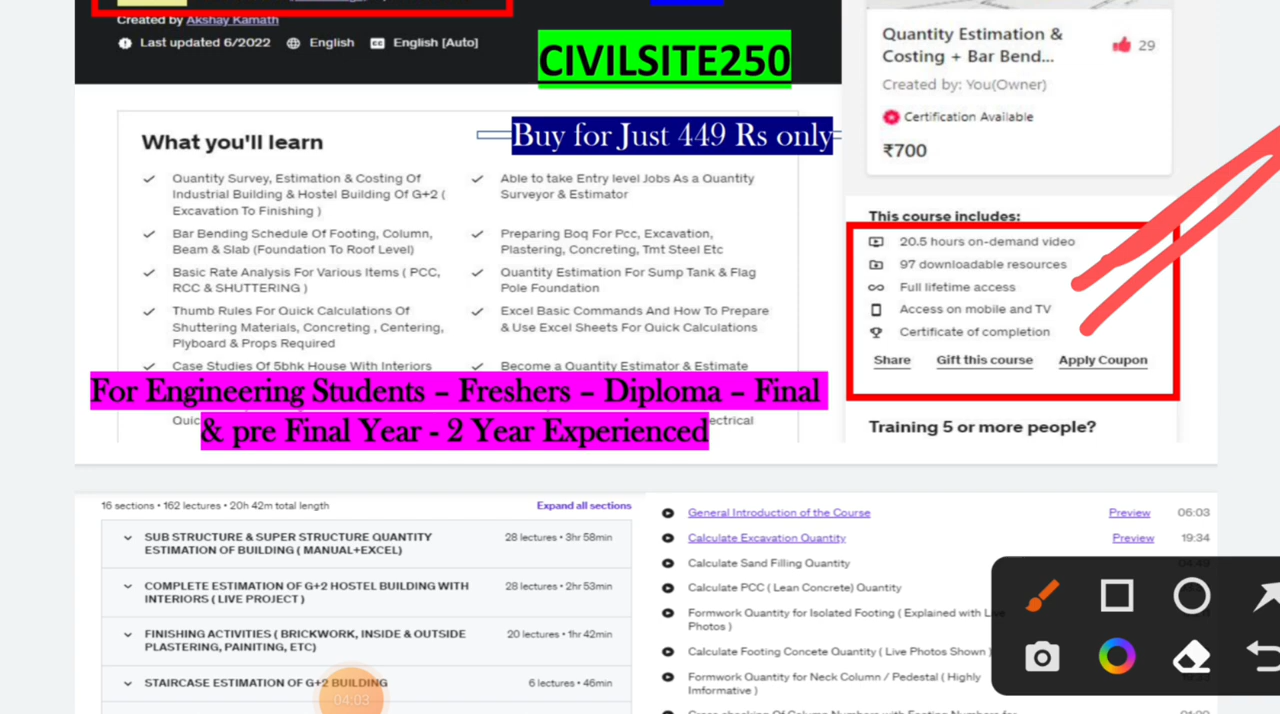 Created by Akshay Kamath
Last updated 6/2022 English English [Auto]
CIVILSITE250
Buy for Just 449 Rs only
What you'll learn
Quantity Survey, Estimation & Costing Of
Industrial Building & Hostel Building Of G+2 (
Excavation To Finishing )
Bar Bending Schedule Of Footing, Column,
Beam & Slab (Foundation To Roof Level)
Basic Rate Analysis For Various Items ( PCC,
RCC & SHUTTERING )
Thumb Rules For Quick Calculations Of
Shuttering Materials, Concreting , Centering,
Plyboard & Props Required
Case Studies Of 5bhk House With Interiors
Able to take Entry level Jobs As a Quantity
Surveyor & Estimator
Preparing Boq For Pcc, Excavation,
Plastering, Concreting, Tmt Steel Etc
Quantity Estimation For Sump Tank & Flag
Pole Foundation
Excel Basic Commands And How To Prepare
& Use Excel Sheets For Quick Calculations
Become a Quantity Estimator & Estimate
For Engineering Students – Freshers – Diploma – Final
& pre Final Year - 2 Year Experienced
Quantity Estimation &
Costing + Bar Bend...
29
Created by: You(Owner)
Certification Available
₹700
This course includes:
20.5 hours on-demand video
97 downloadable resources
Full lifetime access
Access on mobile and TV
Certificate of completion
Share Gift this course Apply Coupon
Training 5 or more people?
16 sections • 162 lectures • 20h 42m total length Expand all sections
SUB STRUCTURE & SUPER STRUCTURE QUANTITY
ESTIMATION OF BUILDING ( MANUAL+EXCEL)
28 lectures • 3hr 58min
COMPLETE ESTIMATION OF G+2 HOSTEL BUILDING WITH
INTERIORS ( LIVE PROJECT )
28 lectures • 2hr 53min
FINISHING ACTIVITIES ( BRICKWORK, INSIDE & OUTSIDE
PLASTERING, PAINITING, ETC)
20 lectures • 1hr 42min
STAIRCASE ESTIMATION OF G+2 BUILDING
6 lectures • 46min
04:03
General Introduction of the Course Preview 06:03
Calculate Excavation Quantity Preview 19:34
Calculate Sand Filling Quantity
Calculate PCC ( Lean Concrete) Quantity
Formwork Quantity for Isolated Footing ( Explained with Live
Photos )
Calculate Footing Concete Quantity ( Live Photos Shown )
Formwork Quantity for Neck Column / Pedestal ( Highly
Imformative )